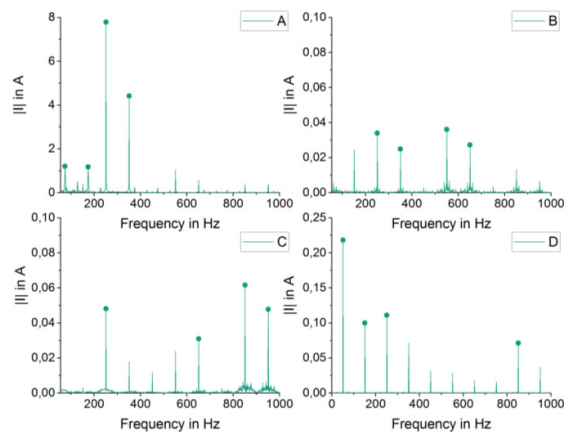 8
6
4
2
0
|I| in A
200 400 600 800 1000
Frequency in Hz
A
0,10
0,08
0,06
0,04
0,02
0,00
|I| in A
200 400 600 800 1000
Frequency in Hz
B
0,10
0,08
0,06
0,04
0,02
0,00
|I| in A
200 400 600 800 1000
Frequency in Hz
C
0,25
0,20
0,15
0,10
0,05
0,00
|I| in A
0 200 400 600 800 1000
Frequency in Hz
D